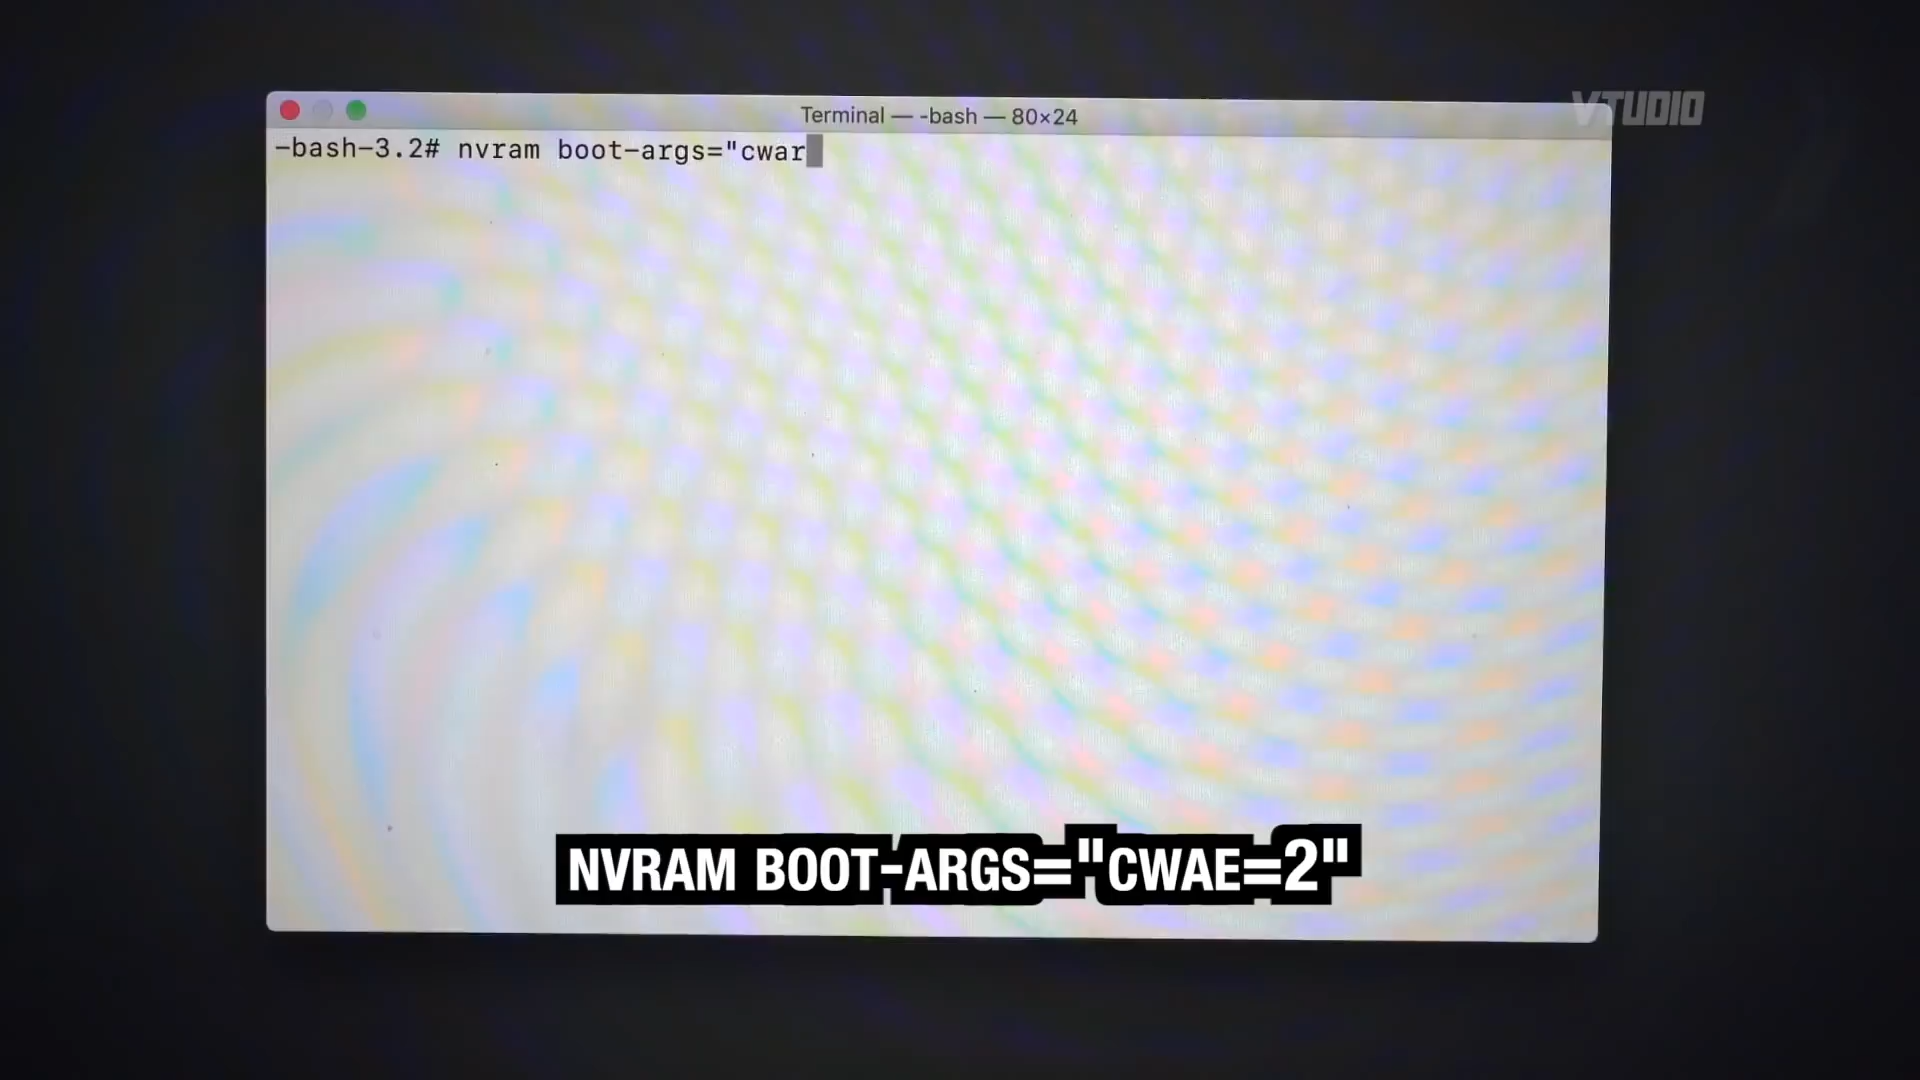 VTUDIO
Terminal — -bash — 80×24
-bash-3.2# nvram boot-args="cwar
NVRAM BOOT-ARGS="CWAE=2"